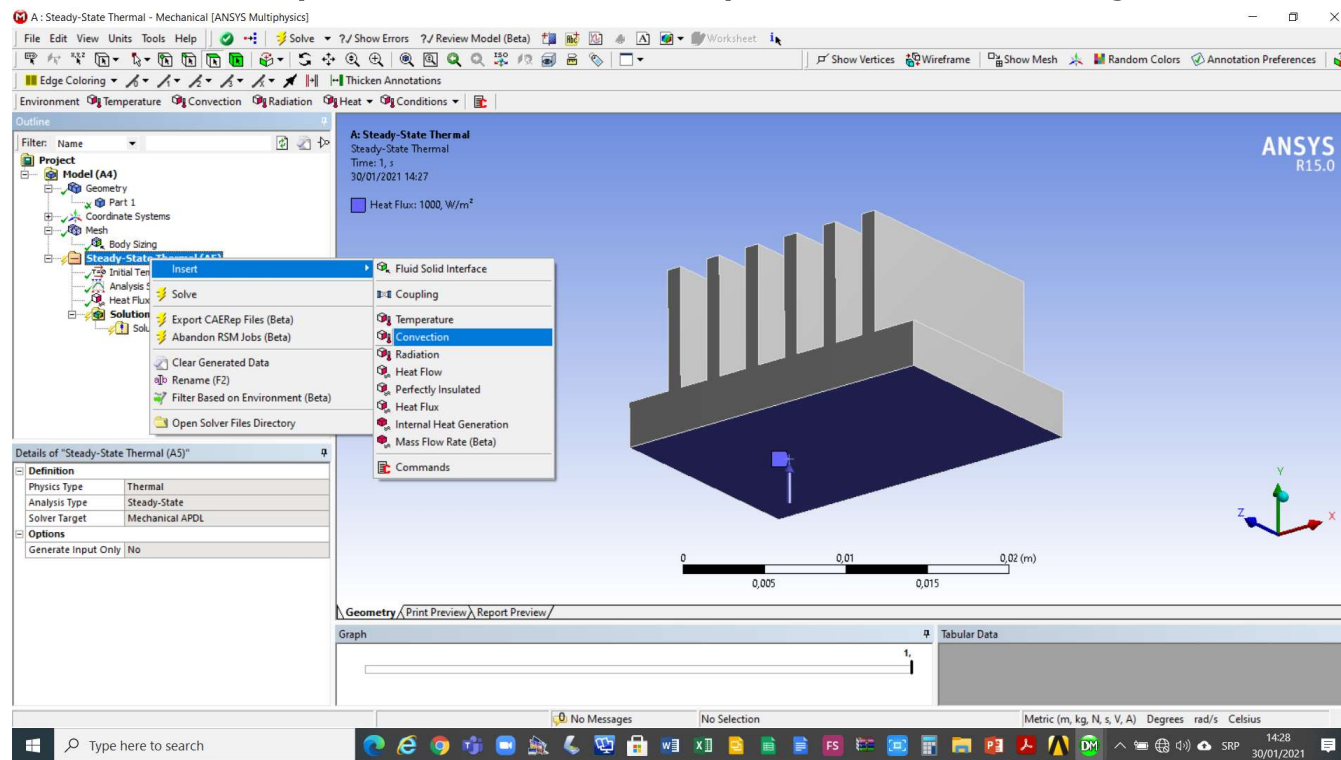 A : Steady-State Thermal - Mechanical [ANSYS Multiphysics]
File Edit View Units Tools Help Solve ?/ Show Errors ?/ Review Model (Beta) A Worksheet i
Show Vertices Wireframe Show Mesh Random Colors Annotation Preferences
Edge Coloring Thicken Annotations
Environment Temperature Convection Radiation Heat Conditions
Outline
Filter: Name
Project
Model (A4)
Geometry
Part 1
Coordinate Systems
Mesh
Body Sizing
Steady-State Thermal (A5)
Initial Ten
Analysis S
Heat Flux
Solution
Solu
Insert
Solve
Export CAERep Files (Beta)
Abandon RSM Jobs (Beta)
Clear Generated Data
Rename (F2)
Filter Based on Environment (Beta)
Open Solver Files Directory
Fluid Solid Interface
Coupling
Temperature
Convection
Radiation
Heat Flow
Perfectly Insulated
Heat Flux
Internal Heat Generation
Mass Flow Rate (Beta)
Commands
A: Steady-State Thermal
Steady-State Thermal
Time: 1, s
30/01/2021 14:27
Heat Flux: 1000, W/m²
ANSYS
R15.0
Y
Z
X
0 0,01 0,02 (m)
0,005 0,015
Details of "Steady-State Thermal (A5)"
Definition
Physics Type Thermal
Analysis Type Steady-State
Solver Target Mechanical APDL
Options
Generate Input Only No
Geometry Print Preview Report Preview
Graph
1,
Tabular Data
0 No Messages No Selection Metric (m, kg, N, s, V, A) Degrees rad/s Celsius
Type here to search
FS
DM
SRP
14:28
30/01/2021